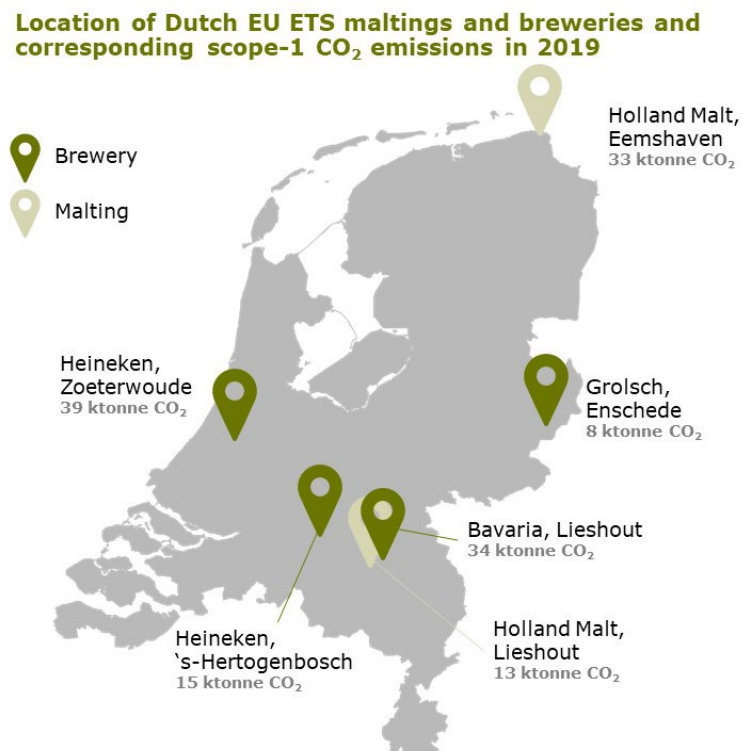 Location of Dutch EU ETS maltings and breweries and
corresponding scope-1 CO₂ emissions in 2019
Brewery
Malting
Holland Malt,
Eemshaven
33 ktonne CO₂
Heineken,
Zoeterwoude
39 ktonne CO₂
Grolsch,
Enschede
8 ktonne CO₂
Bavaria, Lieshout
34 ktonne CO₂
Heineken,
‘s-Hertogenbosch
15 ktonne CO₂
Holland Malt,
Lieshout
13 ktonne CO₂